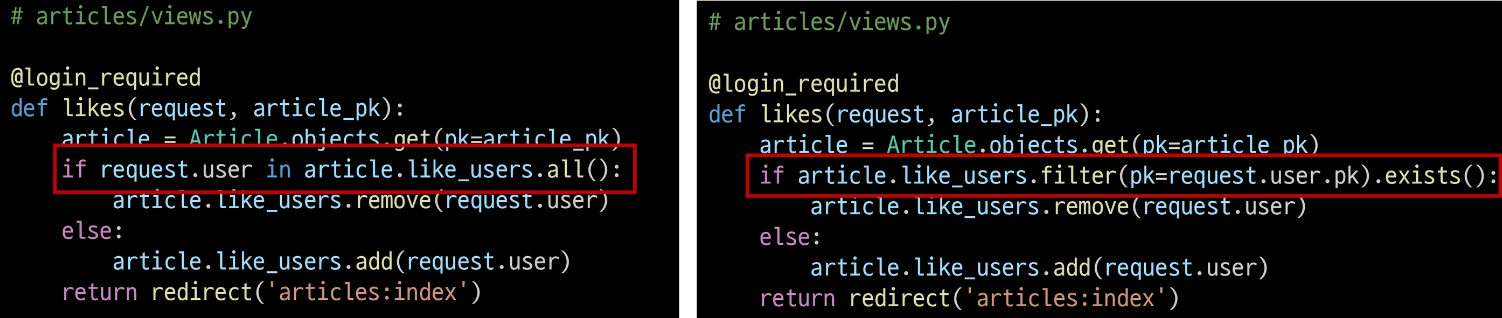 # articles/views.py
@login_required
def likes(request, article_pk):
    article = Article.objects.get(pk=article_pk)
    if request.user in article.like_users.all():
        article.like_users.remove(request.user)
    else:
        article.like_users.add(request.user)
    return redirect('articles:index')
# articles/views.py
@login_required
def likes(request, article_pk):
    article = Article.objects.get(pk=article_pk)
    if article.like_users.filter(pk=request.user.pk).exists():
        article.like_users.remove(request.user)
    else:
        article.like_users.add(request.user)
    return redirect('articles:index')